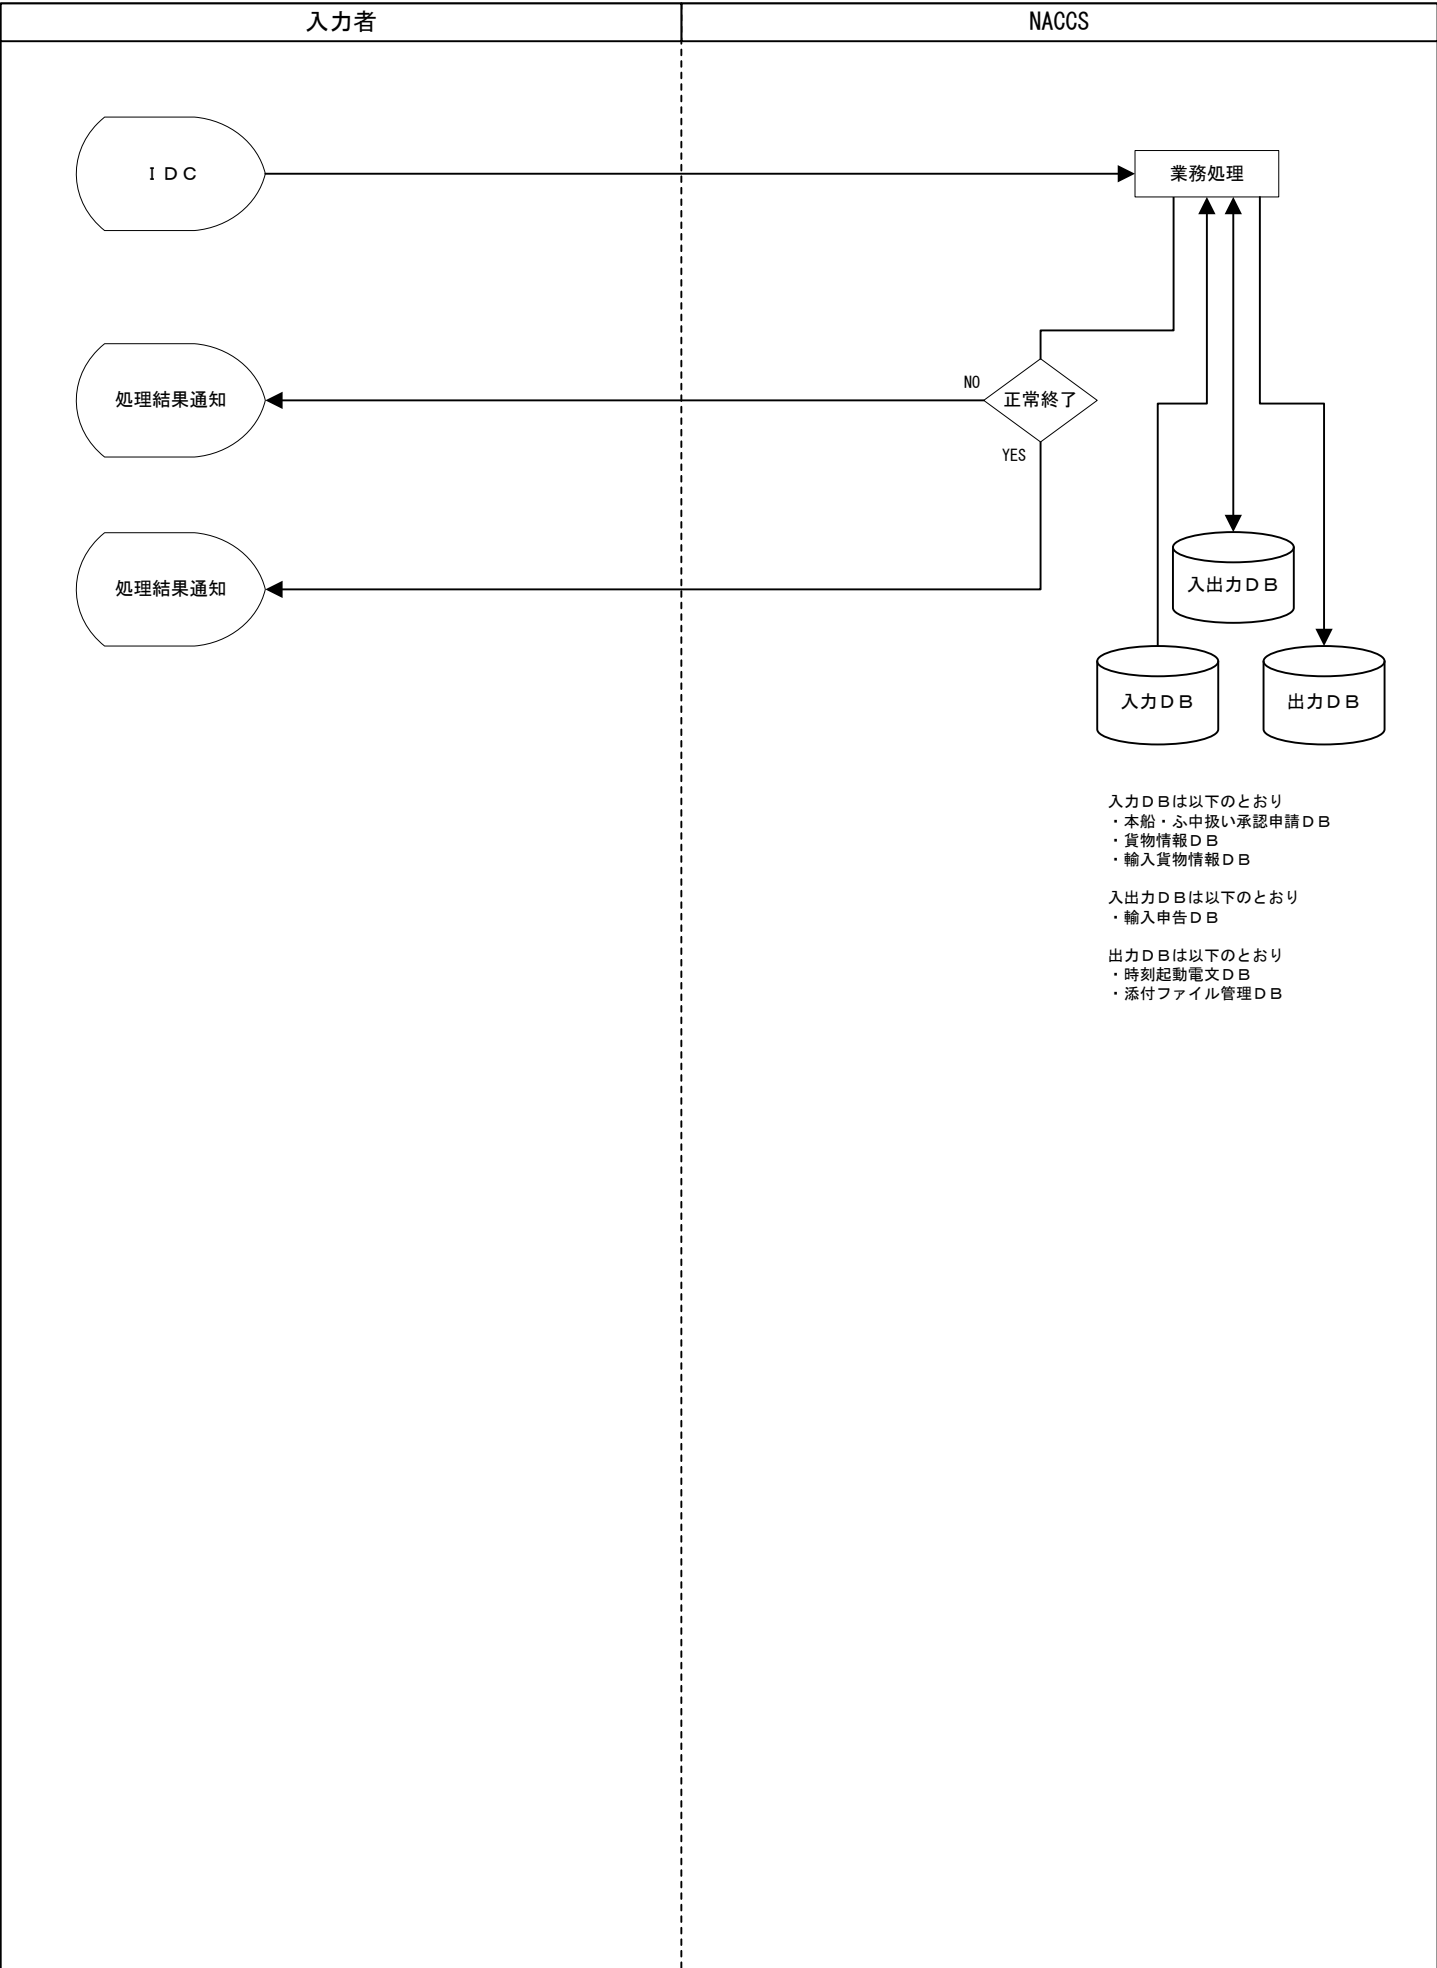 入力者
NACCS
ＩＤＣ
業務処理
処理結果通知
NO
正常終了
YES
処理結果通知
入出力ＤＢ
入力ＤＢ
出力ＤＢ
入力ＤＢは以下のとおり
・本船・ふ中扱い承認申請ＤＢ
・貨物情報ＤＢ
・輸入貨物情報ＤＢ
入出力ＤＢは以下のとおり
・輸入申告ＤＢ
出力ＤＢは以下のとおり
・時刻起動電文ＤＢ
・添付ファイル管理ＤＢ